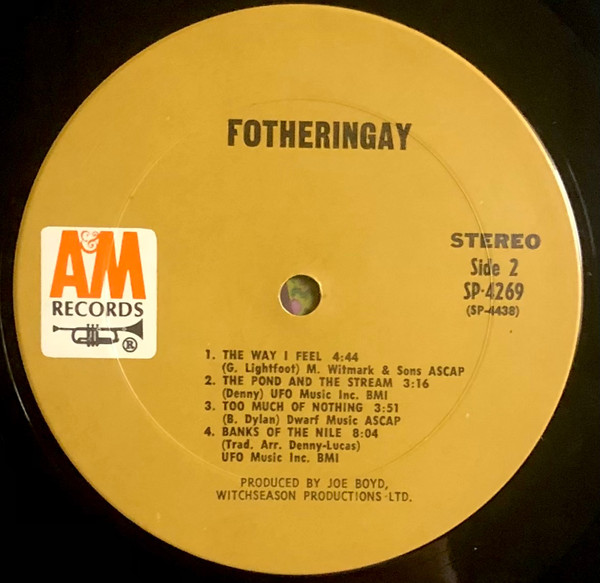 FOTHERINGAY
A&M
RECORDS
®
STEREO
Side 2
SP-4269
(SP-4438)
1. THE WAY I FEEL 4:44
(G. Lightfoot) M. Witmark & Sons ASCAP
2. THE POND AND THE STREAM 3:16
(Denny) UFO Music Inc. BMI
3. TOO MUCH OF NOTHING 3:51
(B. Dylan) Dwarf Music ASCAP
4. BANKS OF THE NILE 8:04
(Trad. Arr. Denny-Lucas)
UFO Music Inc. BMI
PRODUCED BY JOE BOYD,
WITCHSEASON PRODUCTIONS LTD.